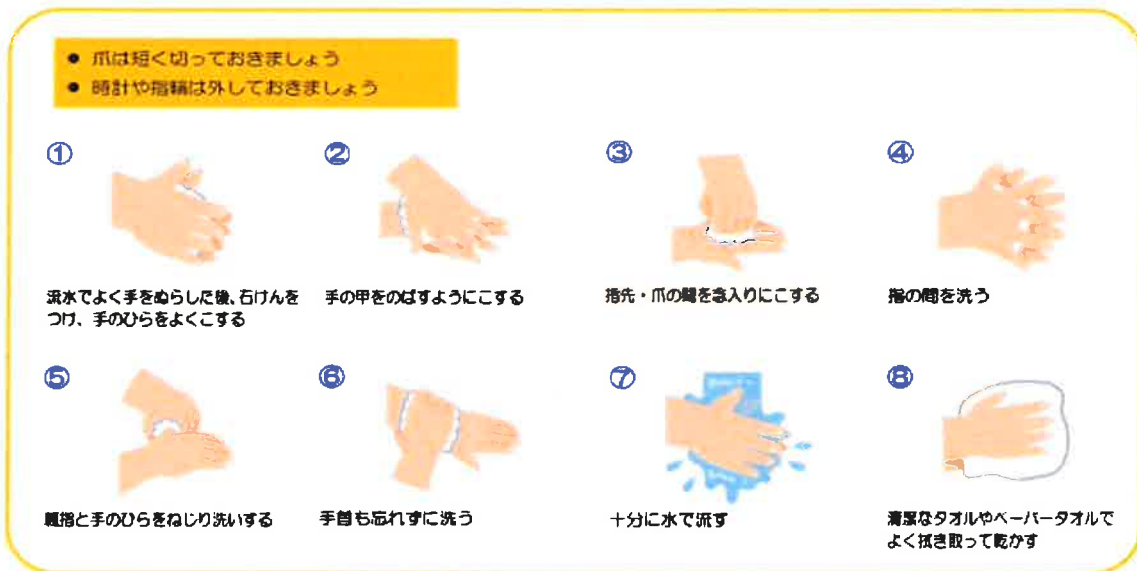 ● 爪は短く切っておきましょう
● 時計や指輪は外しておきましょう
①
流水でよく手をぬらした後、石けんを
つけ、手のひらをよくこする
②
手の甲をのばすようにこする
③
指先・爪の間を念入りにこする
④
指の間を洗う
⑤
親指と手のひらをねじり洗いする
⑥
手首も忘れずに洗う
⑦
十分に水で流す
⑧
清潔なタオルやペーパータオルで
よく拭き取って乾かす